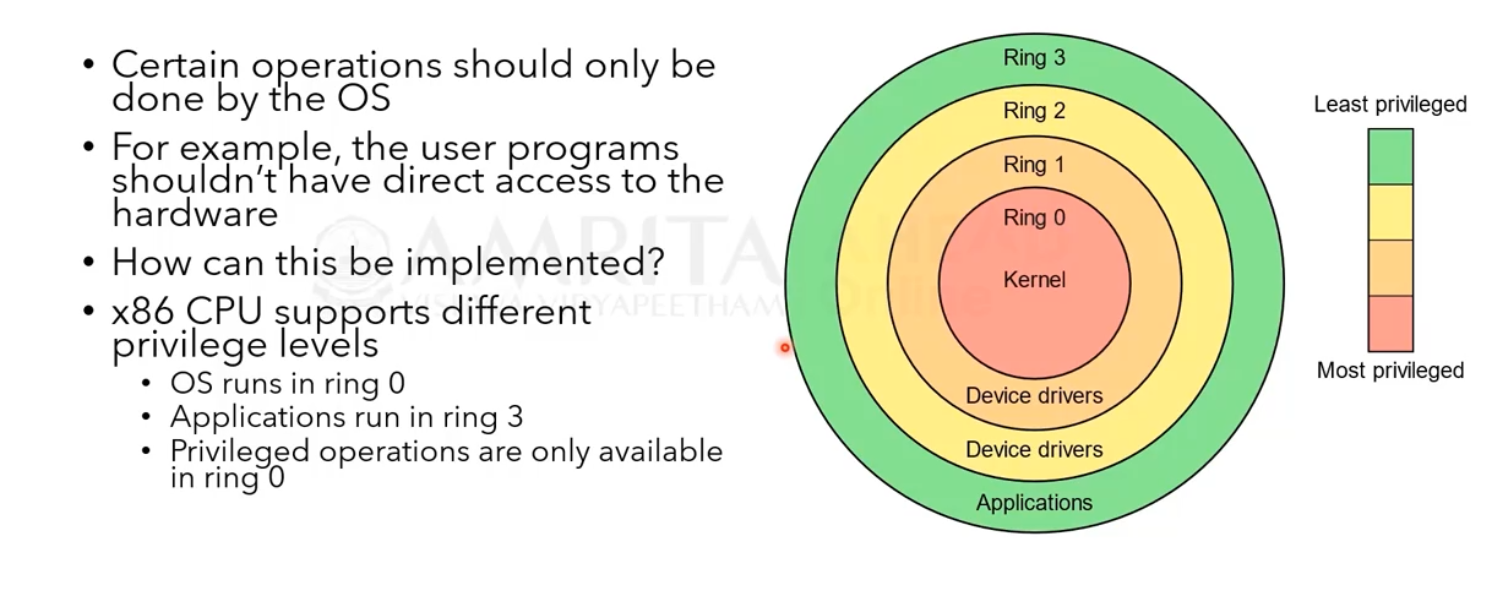 • Certain operations should only be
done by the OS
• For example, the user programs
shouldn't have direct access to the
hardware
• How can this be implemented?
• x86 CPU supports different
privilege levels
• OS runs in ring 0
• Applications run in ring 3
• Privileged operations are only available
in ring 0
Ring 3
Ring 2
Ring 1
Ring 0
Kernel
Device drivers
Device drivers
Applications
Least privileged
Most privileged
AMRITA AHEAD
VISHWA VIDYAPEETHAM Online